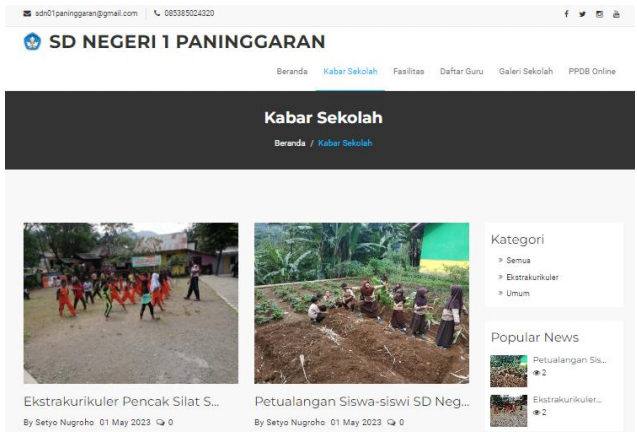 sdn01paninggaran@gmail.com 085385024320
SD NEGERI 1 PANINGGARAN
Beranda Kabar Sekolah Fasilitas Daftar Guru Galeri Sekolah PPDB Online
Kabar Sekolah
Beranda / Kabar Sekolah
Ekstrakurikuler Pencak Silat S...
By Setyo Nugroho 01 May 2023 0
Petualangan Siswa-siswi SD Neg...
By Setyo Nugroho 01 May 2023 0
Kategori
» Semua
» Ekstrakurikuler
» Umum
Popular News
Petualangan Sis...
2
Ekstrakurikuler...
2